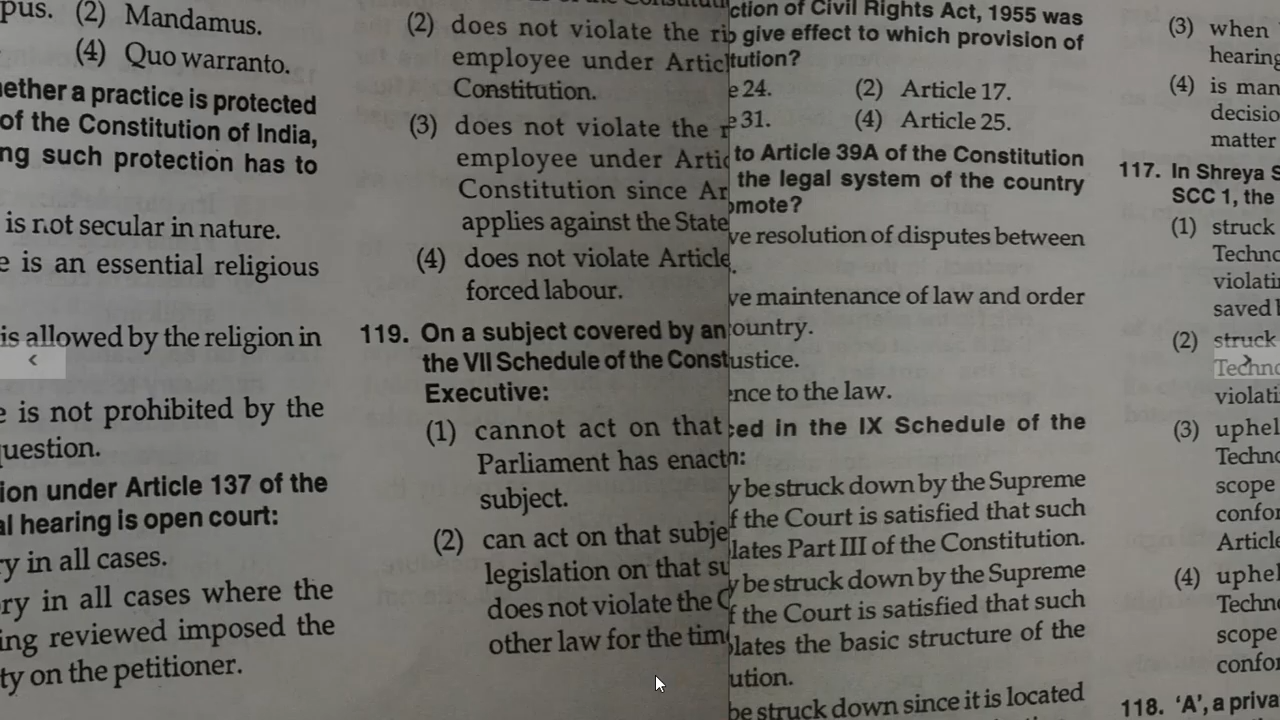 pus. (2) Mandamus.
(4) Quo warranto.
ether a practice is protected
of the Constitution of India,
ng such protection has to
is not secular in nature.
e is an essential religious
is allowed by the religion in
e is not prohibited by the
uestion.
ion under Article 137 of the
al hearing is open court:
ry in all cases.
ory in all cases where the
ing reviewed imposed the
ty on the petitioner.
(2) does not violate the ri
employee under Articl
Constitution.
(3) does not violate the r
employee under Artic
Constitution since Ar
applies against the State
(4) does not violate Article
forced labour.
119. On a subject covered by an
the VII Schedule of the Const
Executive:
(1) cannot act on that
Parliament has enact
subject.
(2) can act on that subje
legislation on that su
does not violate the C
other law for the time
ction of Civil Rights Act, 1955 was
give effect to which provision of
tution?
e 24. (2) Article 17.
e 31. (4) Article 25.
to Article 39A of the Constitution
the legal system of the country
omote?
ve resolution of disputes between
ve maintenance of law and order
ountry.
ustice.
ence to the law.
ced in the IX Schedule of the
n:
y be struck down by the Supreme
f the Court is satisfied that such
lates Part III of the Constitution.
y be struck down by the Supreme
f the Court is satisfied that such
lates the basic structure of the
ution.
be struck down since it is located
(3) when
hearing
(4) is man
decisio
matter
117. In Shreya S
SCC 1, the
(1) struck
Techno
violati
saved
(2) struck
Techno
violati
(3) uphel
Techno
scope
confor
Article
(4) uphel
Techno
scope
confor
118. 'A', a priva